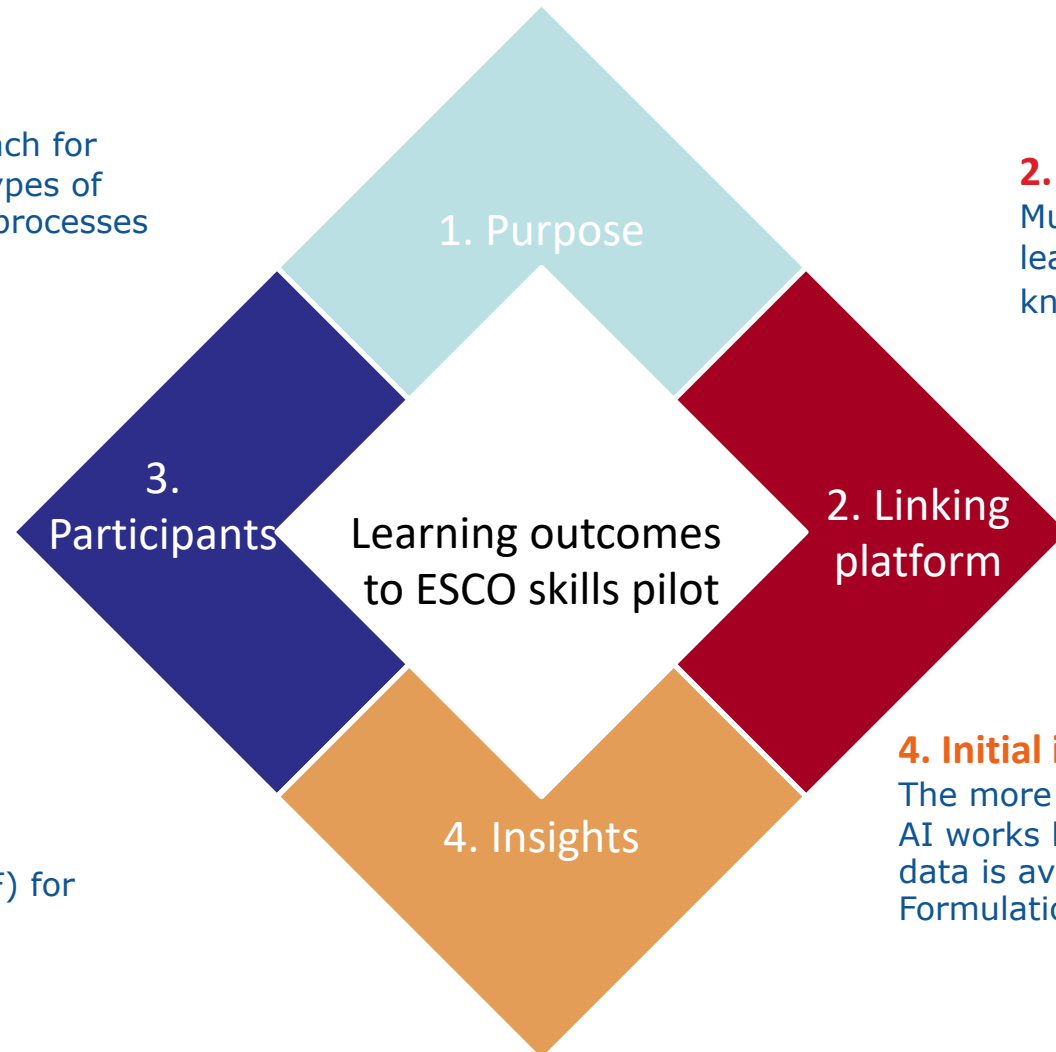 ach for
ypes of
processes
1. Purpose
2.
Mu
lea
kn
3.
Participants
Learning outcomes
to ESCO skills pilot
2. Linking
platform
4. Initial i
The more
AI works
data is av
Formulatio
4. Insights
F) for